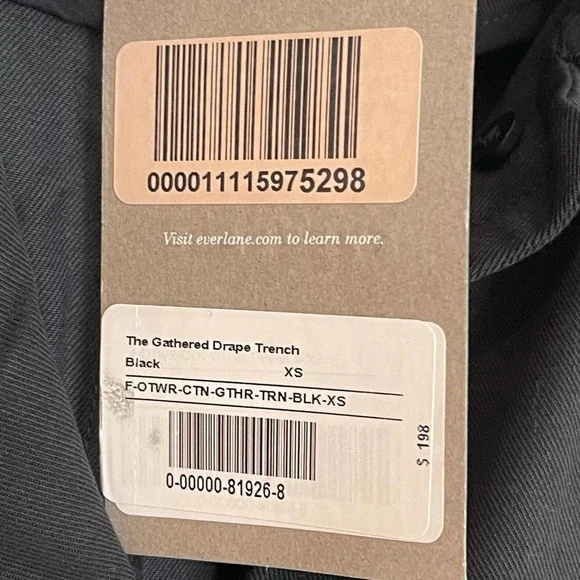 000011115975298
Visit everlane.com to learn more.
The Gathered Drape Trench
Black XS
F-OTWR-CTN-GTHR-TRN-BLK-XS
0-00000-81926-8
$ 198